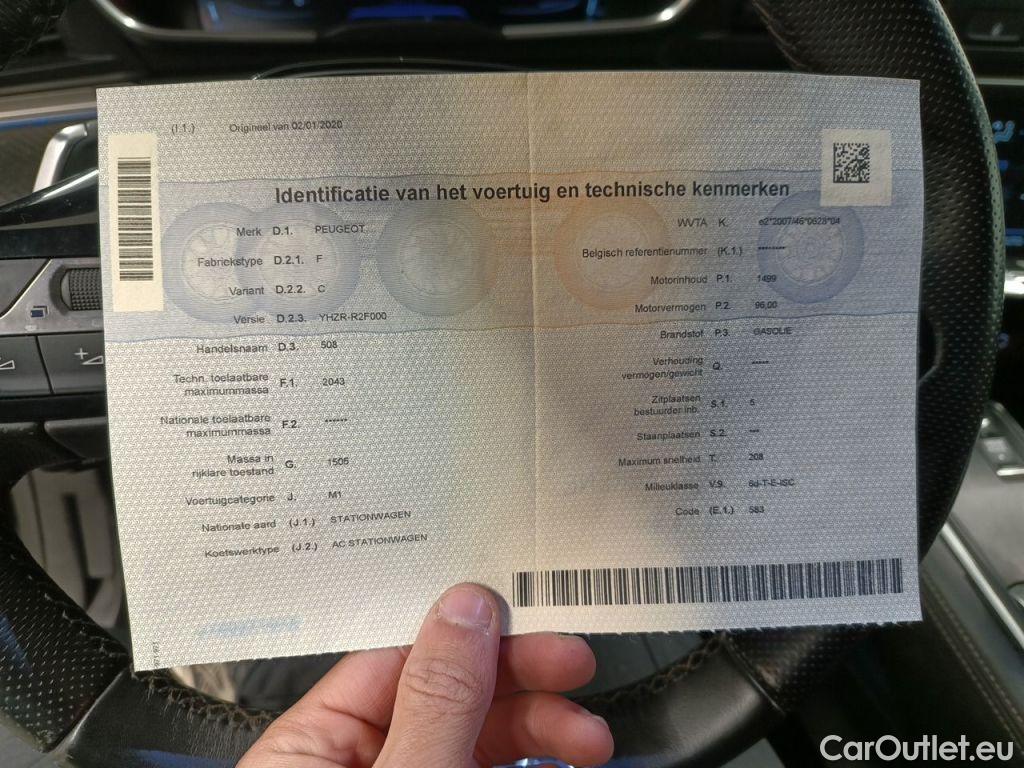 (I.1.) Origineel van 02/01/2020
Identificatie van het voertuig en technische kenmerken
Merk D.1. PEUGEOT
Fabriekstype D.2.1. F
Variant D.2.2. C
Versie D.2.3. YHZR-R2F000
Handelsnaam D.3. 508
Techn. toelaatbare
maximummassa F.1. 2043
Nationale toelaatbare
maximummassa F.2. ******
Massa in
rijklare toestand G. 1505
Voertuigcategorie J. M1
Nationale aard (J.1.) STATIONWAGEN
Koetswerktype (J.2.) AC STATIONWAGEN
WVTA K. e2*2007/46*0628*04
Belgisch referentienummer (K.1.) ********
Motorinhoud P.1. 1499
Motorvermogen P.2. 96,00
Brandstof P.3. GASOLIE
Verhouding
vermogen/gewicht Q. *****
Zitplaatsen
bestuurder inb. S.1. 5
Staanplaatsen S.2. ***
Maximum snelheid T. 208
Milieuklasse V.9. 6d-T-E-ISC
Code (E.1.) 583
CarOutlet.eu